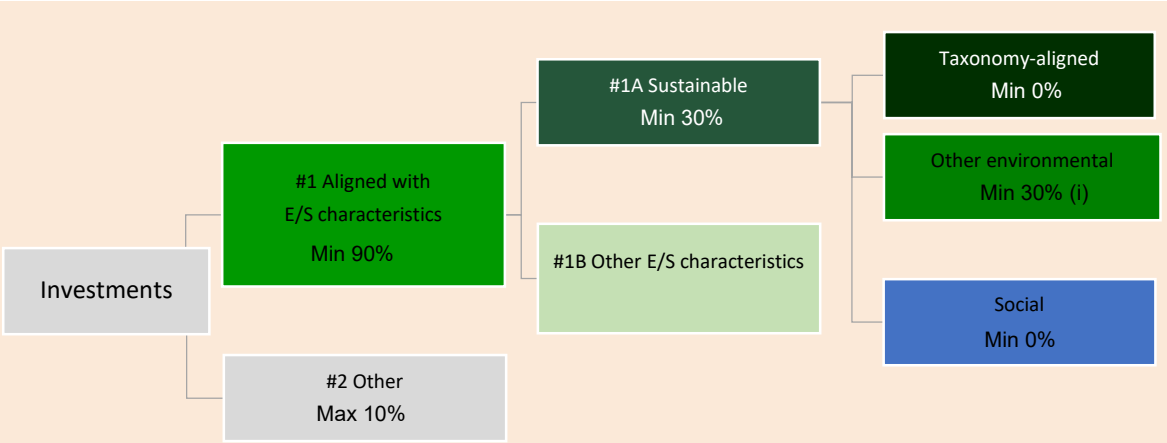 Investments
#1 Aligned with
E/S characteristics
Min 90%
#2 Other
Max 10%
#1A Sustainable
Min 30%
#1B Other E/S characteristics
Taxonomy-aligned
Min 0%
Other environmental
Min 30% (i)
Social
Min 0%